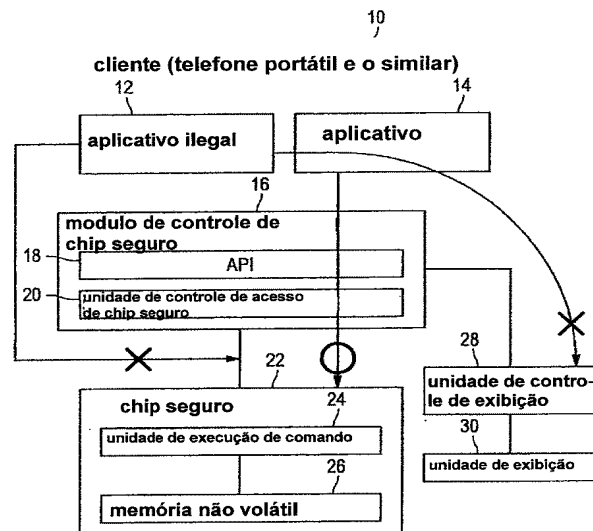 10
cliente (telefone portátil e o similar)
12
14
aplicativo ilegal
aplicativo
16
modulo de controle de
chip seguro
18
API
20
unidade de controle de acesso
de chip seguro
22
28
chip seguro
24
unidade de execução de comando
26
memória não volátil
unidade de contro-
le de exibição
30
unidade de exibição